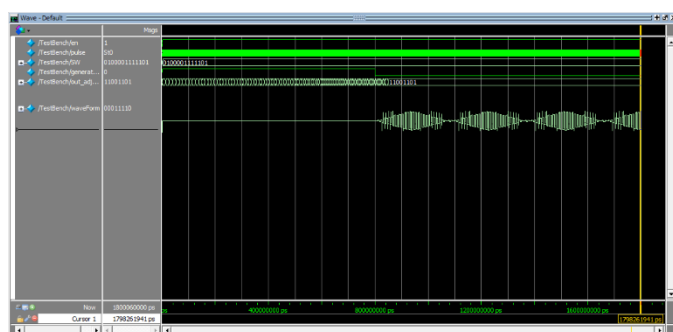 Wave - Default
Msgs
/TestBench/en 1
/TestBench/pulse St0
/TestBench/SW 0100001111101 0100001111101
/TestBench/generat... 0
/TestBench/out_adj... 11001101 11001101
/TestBench/waveForm 00011110
Now 1800060000 ps ps 400000000 ps 800000000 ps 1200000000 ps 1600000000 ps
Cursor 1 1798261941 ps 1798261941 ps